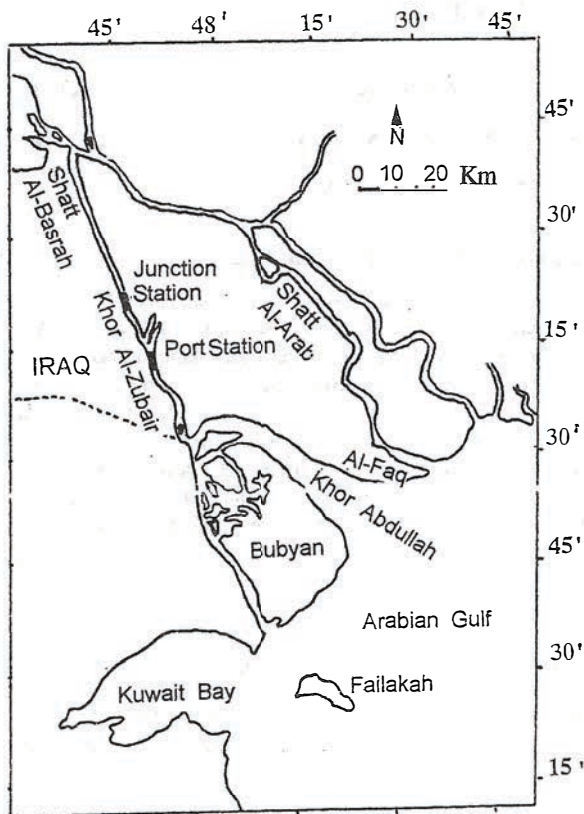 45' 48' 15' 30' 45'
45'
N
0 10 20 Km
Shatt
Al-Basrah
30'
Junction
Station
Shatt
Al-Arab
Khor Al-Zubair
15'
Port Station
IRAQ
30'
Al-Faq
Khor Abdullah
45'
Bubyan
Arabian Gulf
30'
Failakah
Kuwait Bay
15'